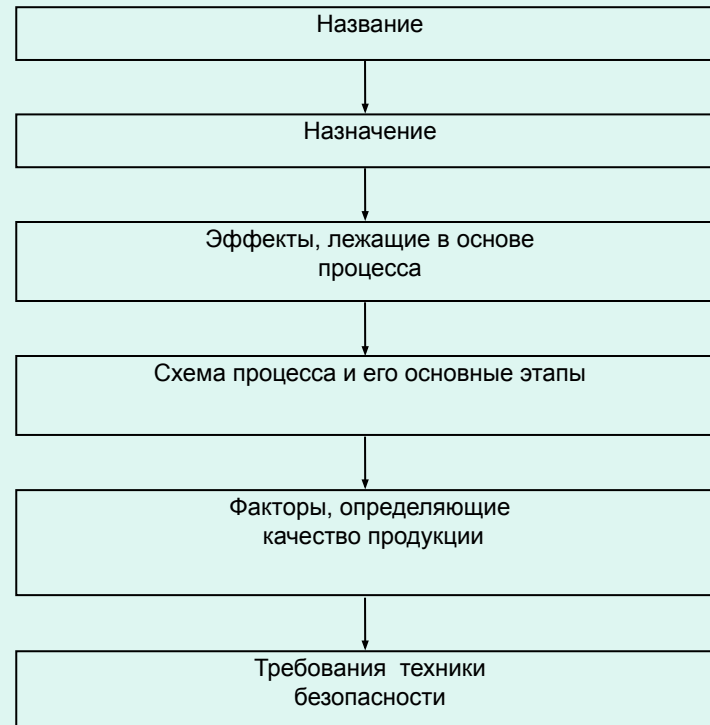 Название
Назначение
Эффекты, лежащие в основе
процесса
Схема процесса и его основные этапы
Факторы, определяющие
качество продукции
Требования техники
безопасности